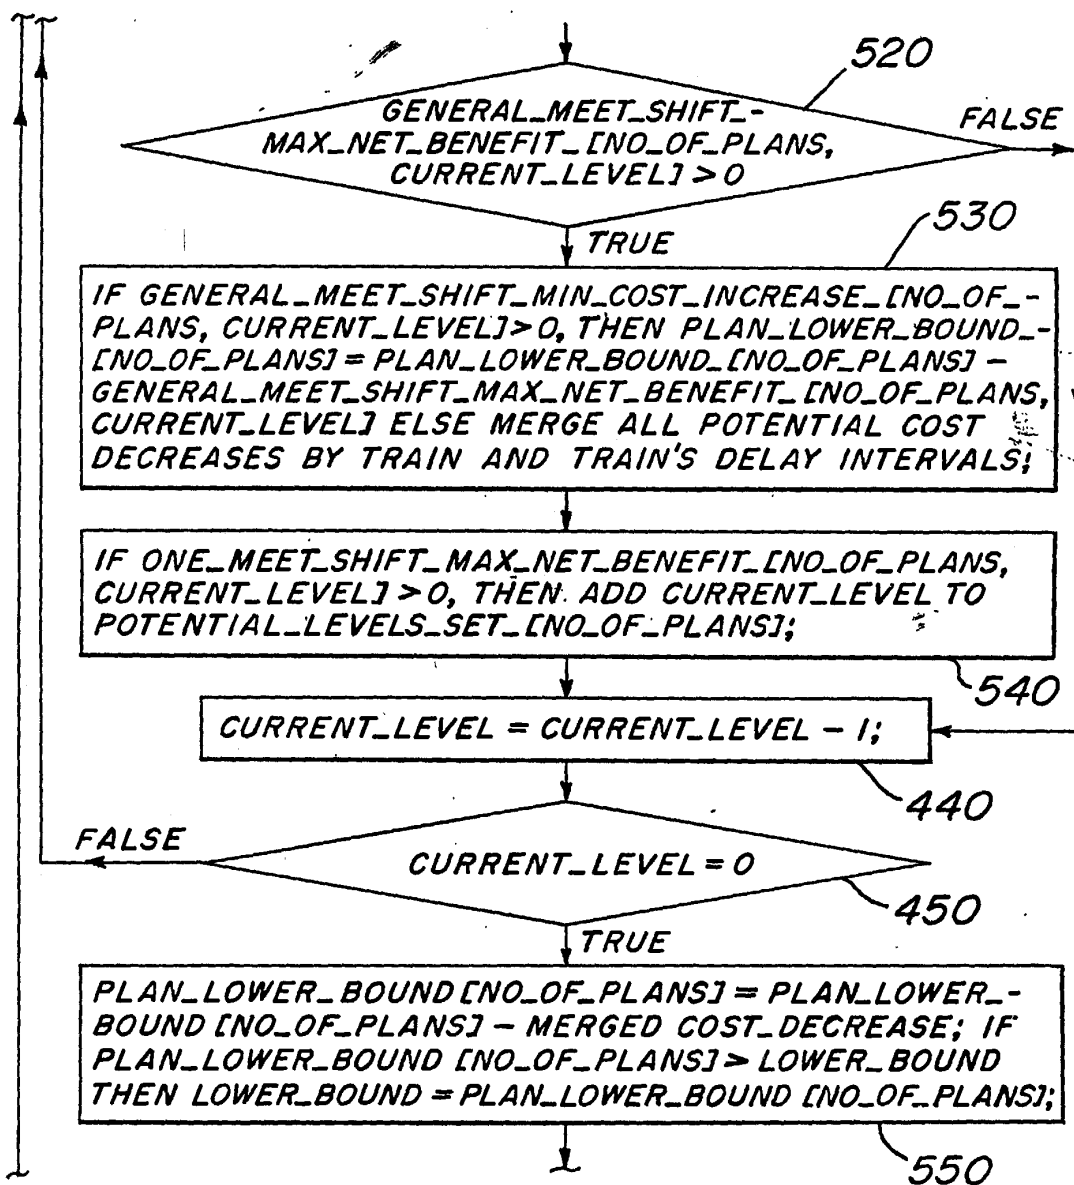 520
GENERAL_MEET_SHIFT_-
MAX_NET_BENEFIT_[NO_OF_PLANS,
CURRENT_LEVEL] > 0
FALSE
TRUE
530
IF GENERAL_MEET_SHIFT_MIN_COST_INCREASE_[NO_OF_-
PLANS, CURRENT_LEVEL] > 0, THEN PLAN_LOWER_BOUND_-
[NO_OF_PLANS] = PLAN_LOWER_BOUND_[NO_OF_PLANS] -
GENERAL_MEET_SHIFT_MAX_NET_BENEFIT_[NO_OF_PLANS,
CURRENT_LEVEL] ELSE MERGE ALL POTENTIAL COST
DECREASES BY TRAIN AND TRAIN'S DELAY INTERVALS;
IF ONE_MEET_SHIFT_MAX_NET_BENEFIT_[NO_OF_PLANS,
CURRENT_LEVEL] > 0, THEN ADD CURRENT_LEVEL TO
POTENTIAL_LEVELS_SET_[NO_OF_PLANS];
540
CURRENT_LEVEL = CURRENT_LEVEL - 1;
440
FALSE
CURRENT_LEVEL = 0
450
TRUE
PLAN_LOWER_BOUND [NO_OF_PLANS] = PLAN_LOWER_-
BOUND [NO_OF_PLANS] - MERGED COST_DECREASE; IF
PLAN_LOWER_BOUND [NO_OF_PLANS] > LOWER_BOUND
THEN LOWER_BOUND = PLAN_LOWER_BOUND [NO_OF_PLANS];
550